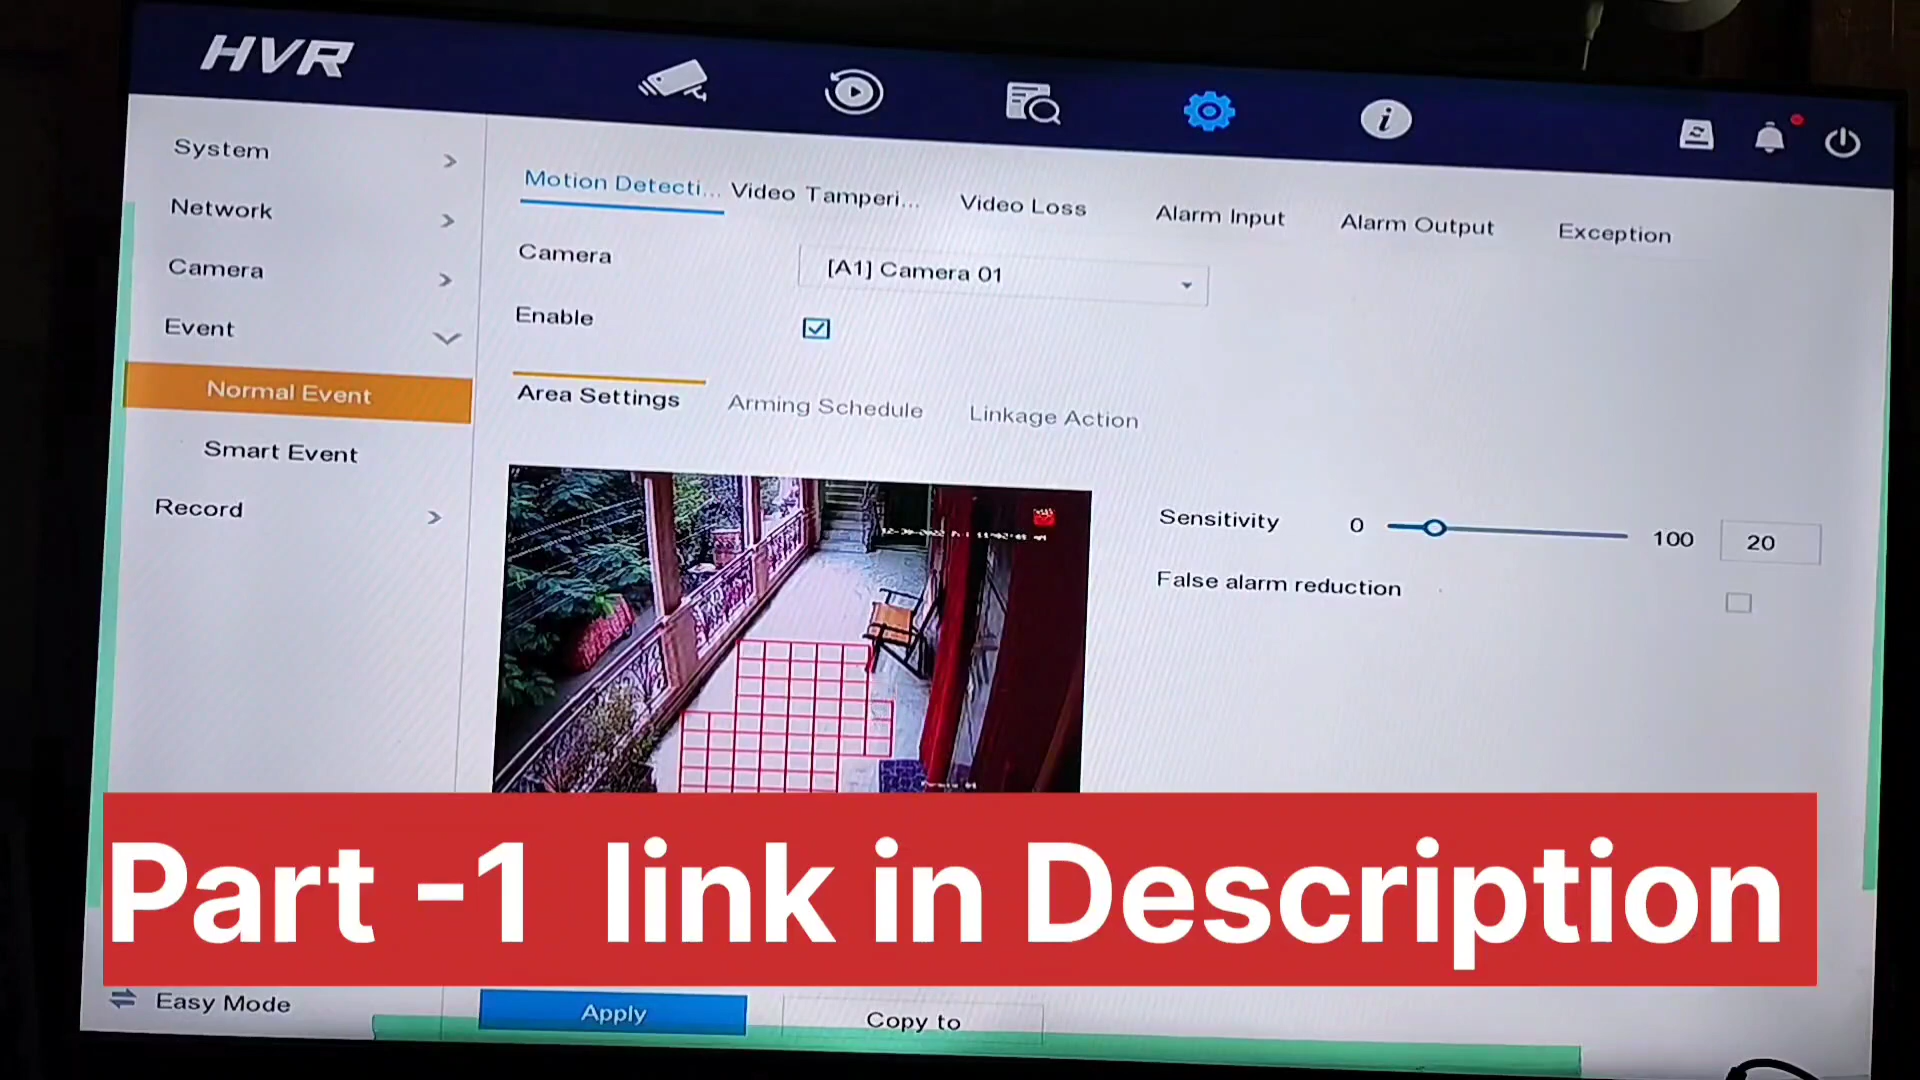 HVR
System
Network
Camera
Event
Normal Event
Smart Event
Record
Easy Mode
Motion Detecti... Video Tamperi... Video Loss Alarm Input Alarm Output Exception
Camera [A1] Camera 01
Enable
Area Settings Arming Schedule Linkage Action
Sensitivity 0 100 20
False alarm reduction
Part -1 link in Description
Apply Copy to